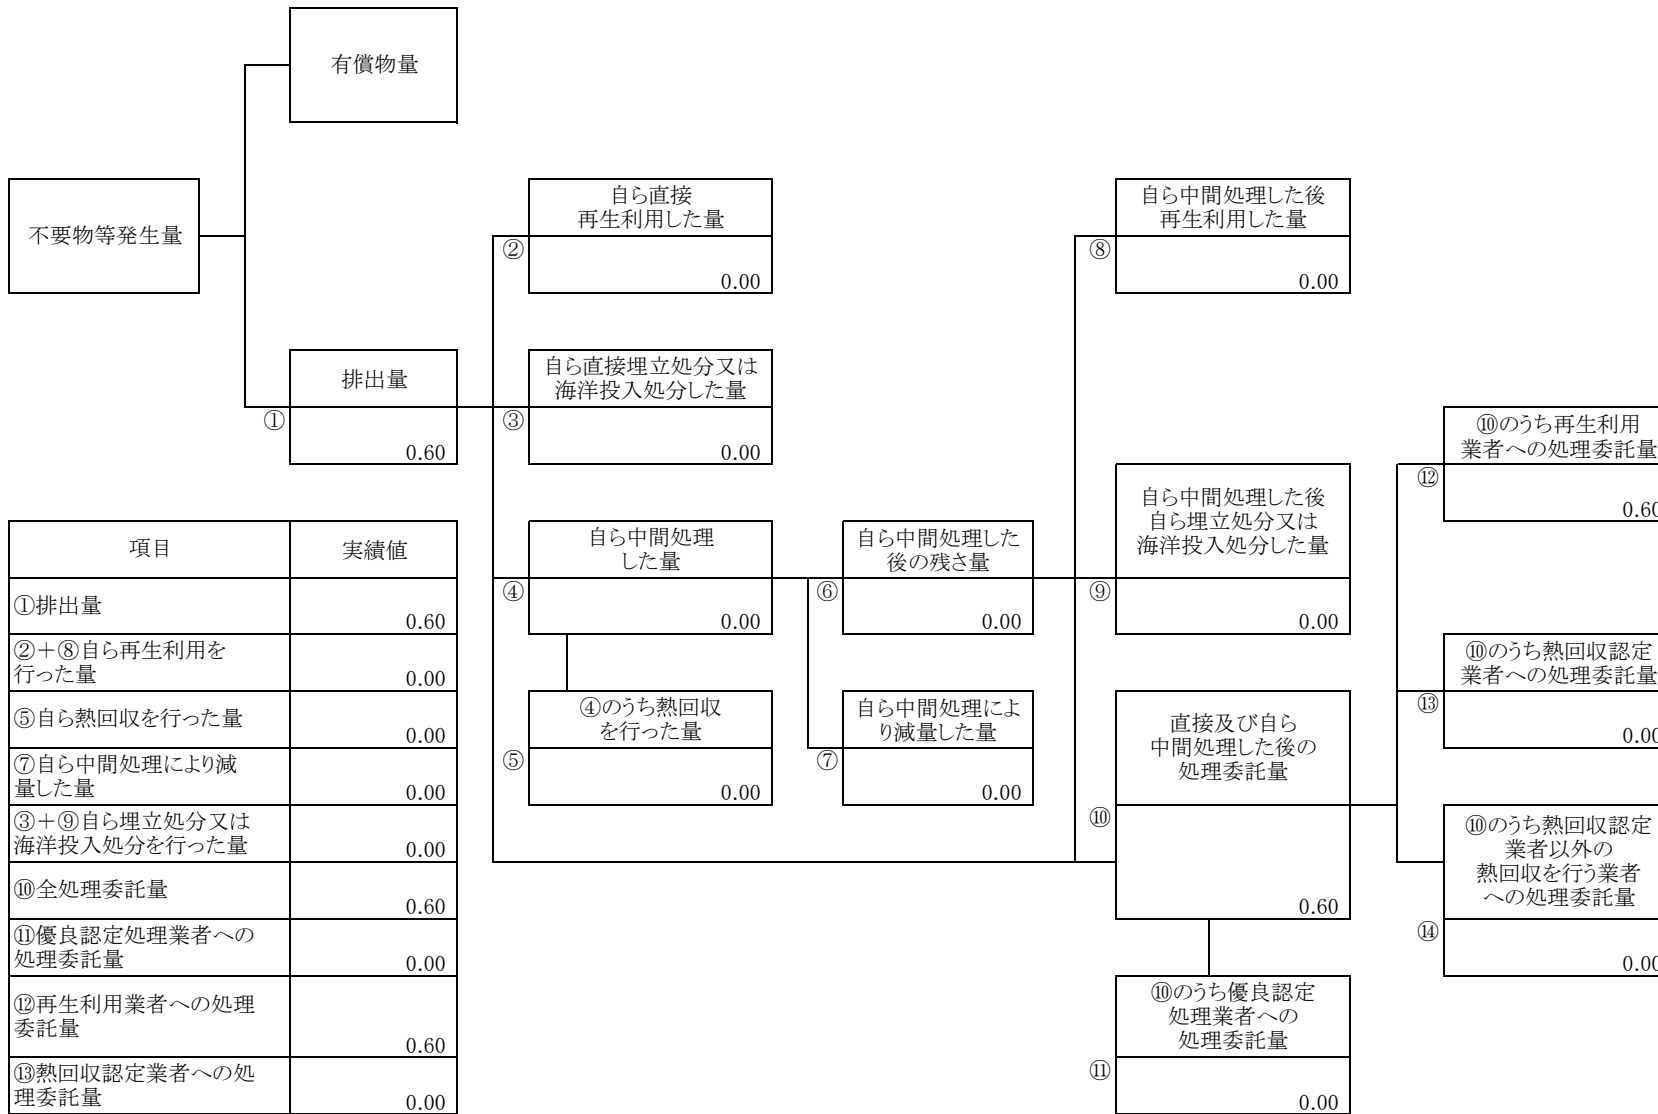 有償物量
不要物等発生量
自ら直接
再生利用した量
②
0.00
自ら中間処理した後
再生利用した量
⑧
0.00
排出量
①
0.60
自ら直接埋立処分又は
海洋投入処分した量
③
0.00
⑩のうち再生利用
業者への処理委託量
⑫
0.60
自ら中間処理した後
自ら埋立処分又は
海洋投入処分した量
⑨
0.00
自ら中間処理
した量
④
0.00
自ら中間処理した
後の残さ量
⑥
0.00
⑩のうち熱回収認定
業者への処理委託量
⑬
0.00
④のうち熱回収
を行った量
⑤
0.00
自ら中間処理によ
り減量した量
⑦
0.00
直接及び自ら
中間処理した後の
処理委託量
⑩
0.60
⑩のうち熱回収認定
業者以外の
熱回収を行う業者
への処理委託量
⑭
0.00
⑩のうち優良認定
処理業者への
処理委託量
⑪
0.00
項目 実績値
①排出量
0.60
②+⑧自ら再生利用を
行った量
0.00
⑤自ら熱回収を行った量
0.00
⑦自ら中間処理により減
量した量
0.00
③+⑨自ら埋立処分又は
海洋投入処分を行った量
0.00
⑩全処理委託量
0.60
⑪優良認定処理業者への
処理委託量
0.00
⑫再生利用業者への処理
委託量
0.60
⑬熱回収認定業者への処
理委託量
0.00